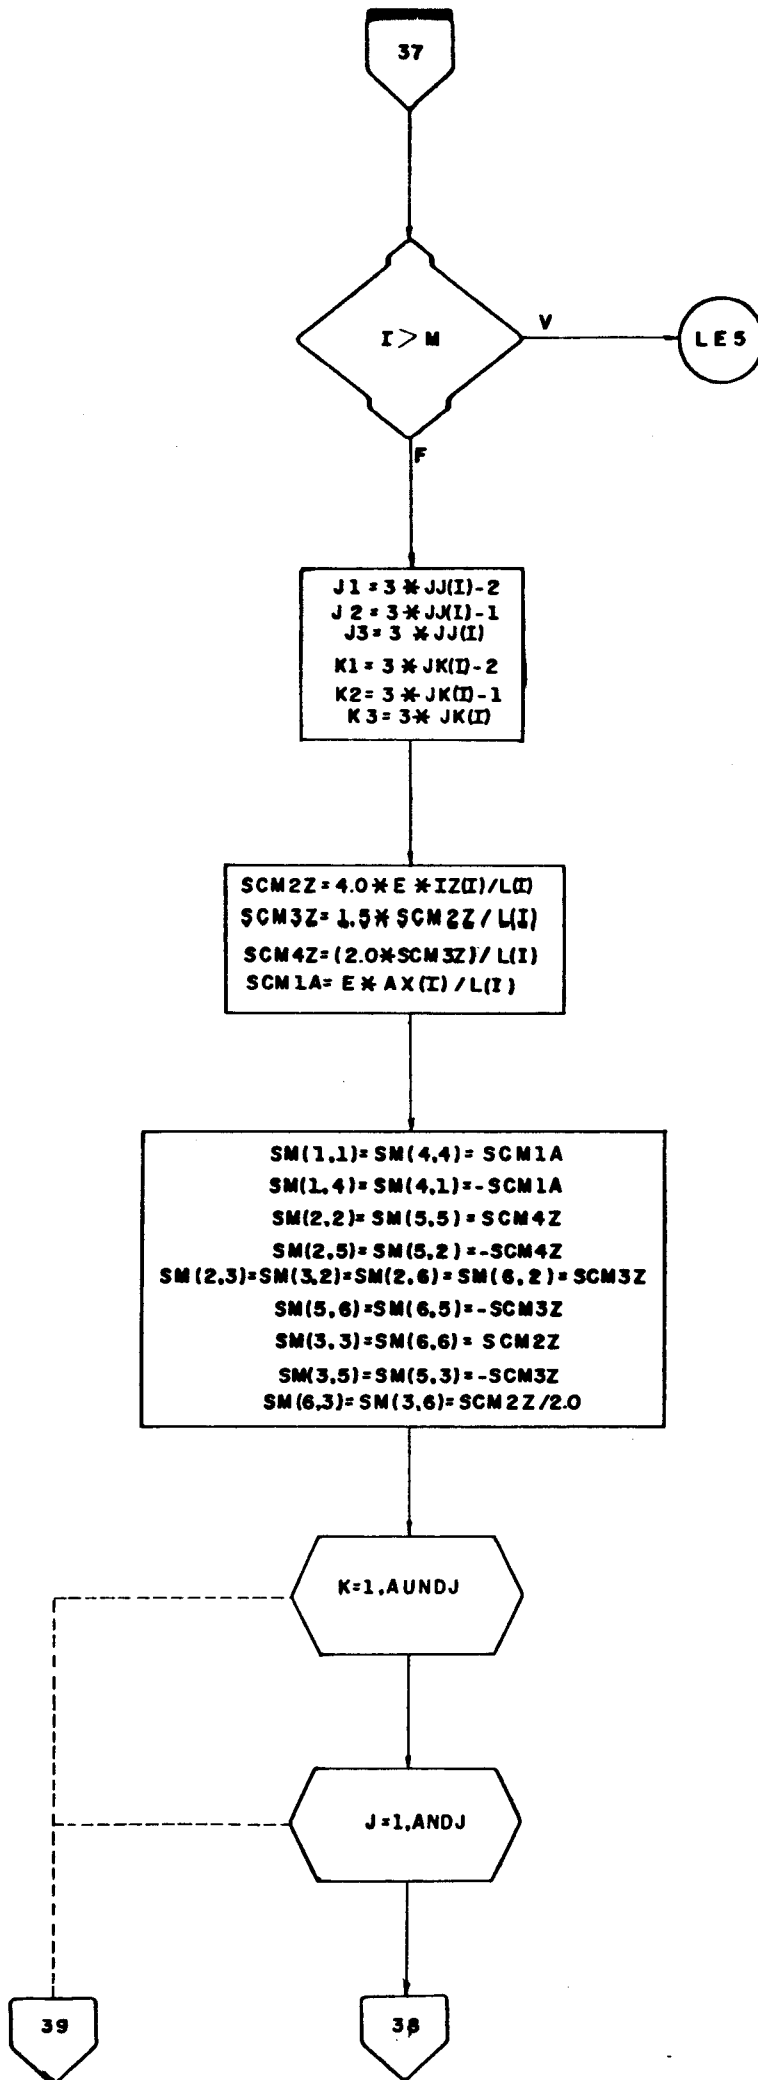 37
I > M
V
LE5
F
J1 = 3 * JJ(I)-2
J2 = 3 * JJ(I)-1
J3 = 3 * JJ(I)
K1 = 3 * JK(I)-2
K2 = 3 * JK(I)-1
K3 = 3 * JK(I)
SCM2Z = 4.0 * E * IZ(I)/L(I)
SCM3Z = 1.5 * SCM2Z / L(I)
SCM4Z = (2.0*SCM3Z)/ L(I)
SCM1A = E * AX(I) / L(I)
SM(1,1) = SM(4,4) = SCM1A
SM(1,4) = SM(4,1) = -SCM1A
SM(2,2) = SM(5,5) = SCM4Z
SM(2,5) = SM(5,2) = -SCM4Z
SM(2,3) = SM(3,2) = SM(2,6) = SM(6,2) = SCM3Z
SM(5,6) = SM(6,5) = -SCM3Z
SM(3,3) = SM(6,6) = SCM2Z
SM(3,5) = SM(5,3) = -SCM3Z
SM(6,3) = SM(3,6) = SCM2Z/2.0
K=1,AUNDJ
J=1,ANDJ
39
38